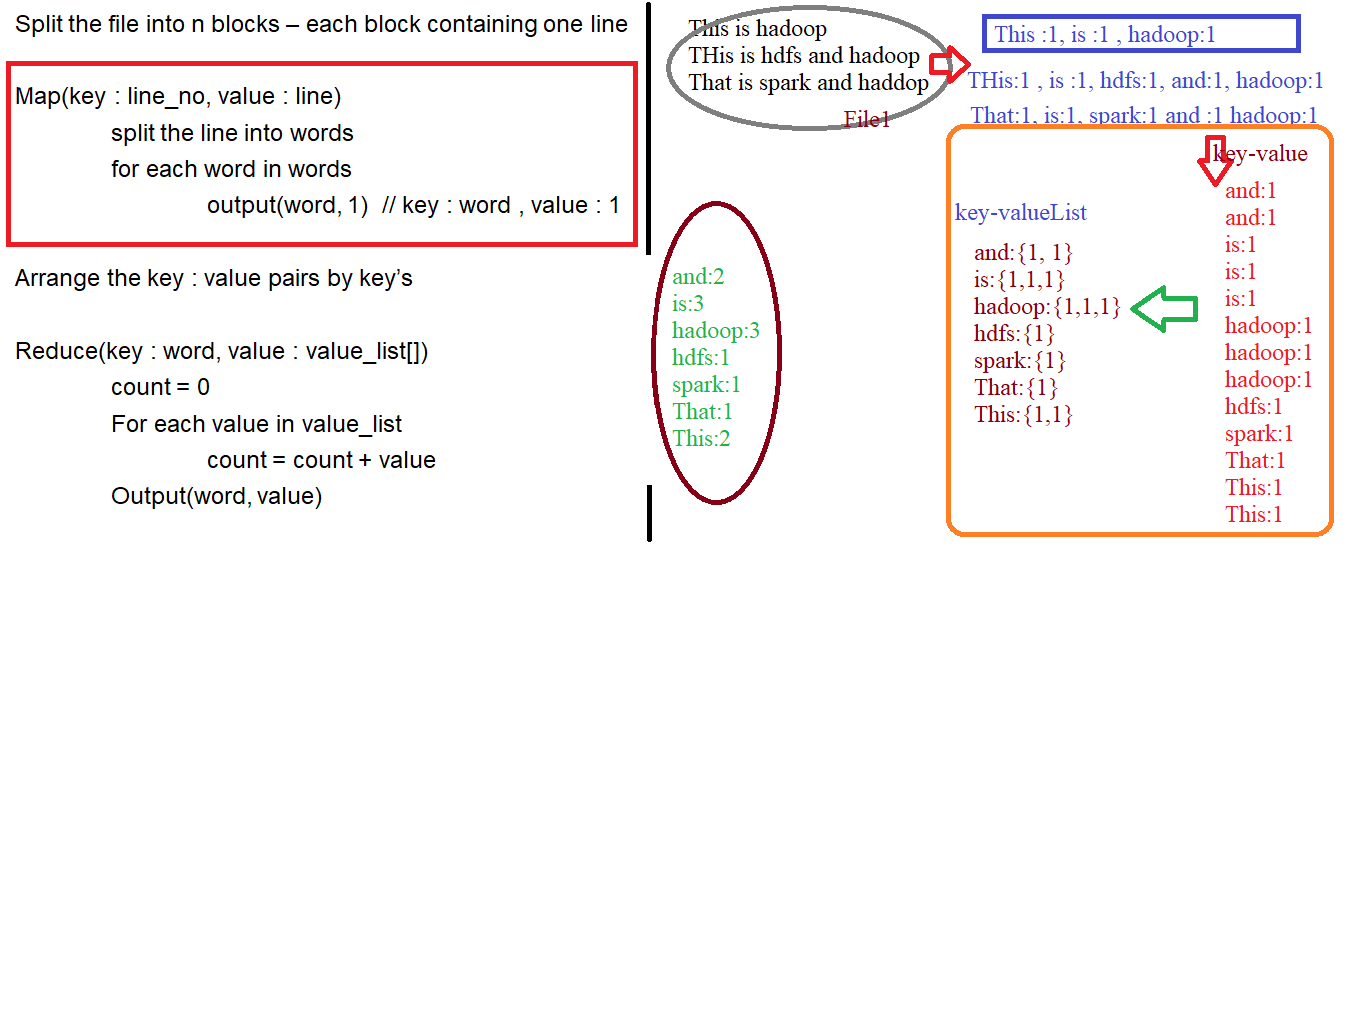 Split the file into n blocks – each block containing one line
Map(key : line_no, value : line)
split the line into words
for each word in words
output(word, 1)  // key : word , value : 1
Arrange the key : value pairs by key’s
Reduce(key : word, value : value_list[])
count = 0
For each value in value_list
count = count + value
Output(word, value)
This is hadoop
THis is hdfs and hadoop
That is spark and haddop
File1
This :1, is :1 , hadoop:1
THis:1 , is :1, hdfs:1, and:1, hadoop:1
That:1, is:1, spark:1 and :1 hadoop:1
key-value
and:1
and:1
is:1
is:1
is:1
hadoop:1
hadoop:1
hadoop:1
hdfs:1
spark:1
That:1
This:1
This:1
key-valueList
and:{1, 1}
is:{1,1,1}
hadoop:{1,1,1}
hdfs:{1}
spark:{1}
That:{1}
This:{1,1}
and:2
is:3
hadoop:3
hdfs:1
spark:1
That:1
This:2